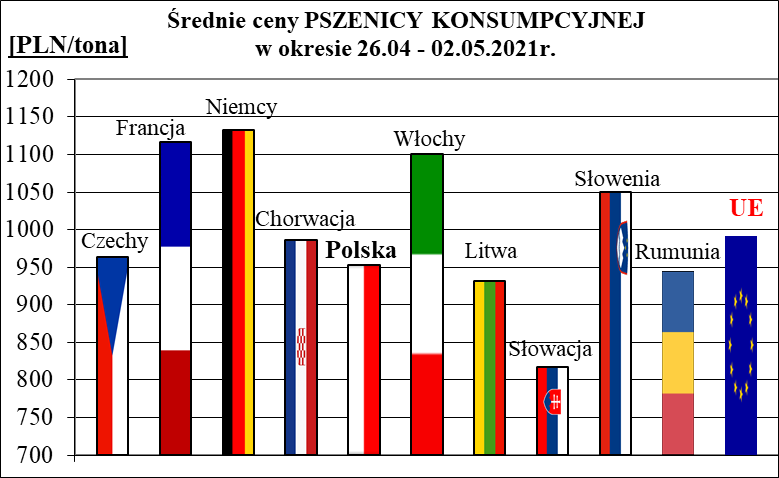 Średnie ceny PSZENICY KONSUMPCYJNEJ
w okresie 26.04 - 02.05.2021r.
[PLN/tona]
1200
1150
1100
1050
1000
950
900
850
800
750
700
Czechy
Francja
Niemcy
Chorwacja
Polska
Włochy
Litwa
Słowacja
Słowenia
Rumunia
UE